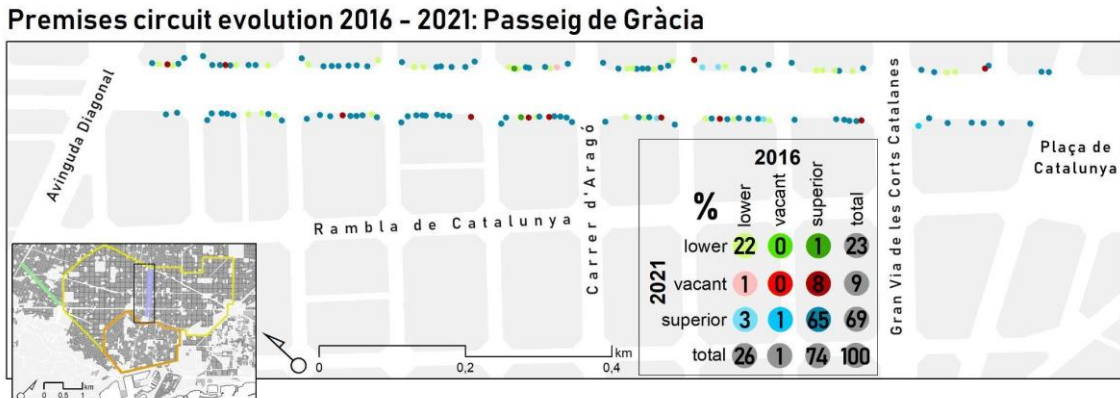 Premises circuit evolution 2016 - 2021: Passeig de Gràcia
Avinguda Diagonal
Rambla de Catalunya
Carrer d'Aragó
Gran Via de les Corts Catalanes
Plaça de
Catalunya
2016
% lower vacant superior total
2021
lower 22 0 1 23
vacant 1 0 8 9
superior 3 1 65 69
total 26 1 74 100
km
0 0,2 0,4
km
0 0.5 1